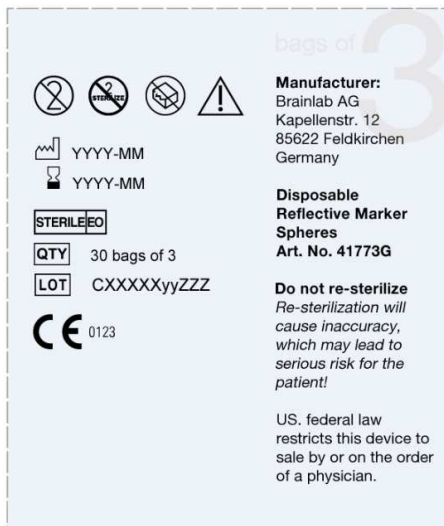 bags of 3
2
2
STERILIZE
YYYY-MM
YYYY-MM
STERILE EO
QTY 30 bags of 3
LOT CXXXXXyyZZZ
CE 0123
Manufacturer:
Brainlab AG
Kapellenstr. 12
85622 Feldkirchen
Germany
Disposable
Reflective Marker
Spheres
Art. No. 41773G
Do not re-sterilize
Re-sterilization will
cause inaccuracy,
which may lead to
serious risk for the
patient!
US. federal law
restricts this device to
sale by or on the order
of a physician.